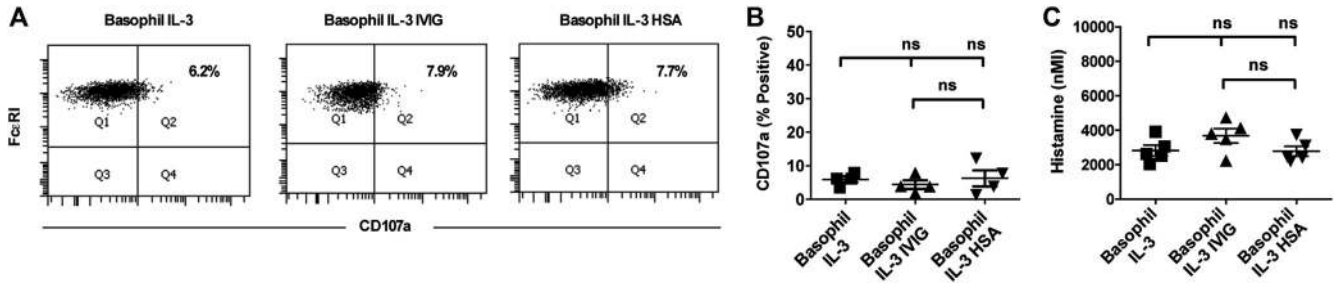 A
Basophil IL-3
Basophil IL-3 IVIG
Basophil IL-3 HSA
6.2%
7.9%
7.7%
Q1 Q2
Q3 Q4
Q1 Q2
Q3 Q4
Q1 Q2
Q3 Q4
FcεRI
CD107a
B
CD107a (% Positive)
50
40
30
20
10
0
ns ns
ns
Basophil
IL-3
Basophil
IL-3 IVIG
Basophil
IL-3 HSA
C
Histamine (nMl)
10000
8000
6000
4000
2000
0
ns ns
ns
Basophil
IL-3
Basophil
IL-3 IVIG
Basophil
IL-3 HSA